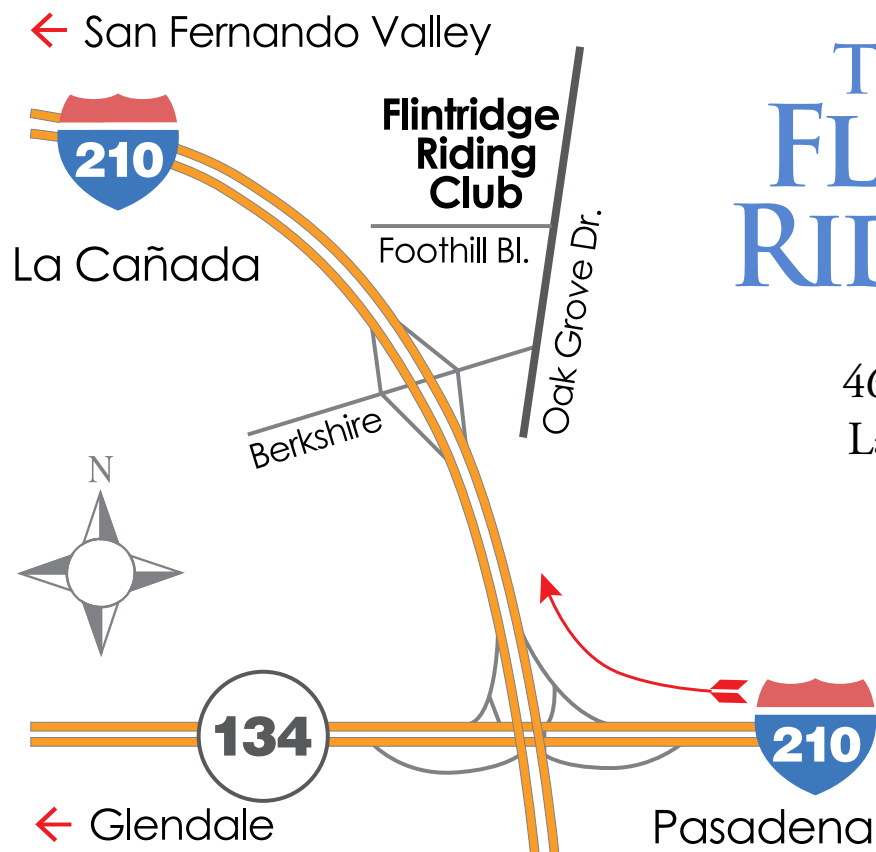 San Fernando Valley
210
La Cañada
Flintridge
Riding
Club
Foothill Bl.
Oak Grove Dr.
Berkshire
N
134
210
Glendale
Pasadena